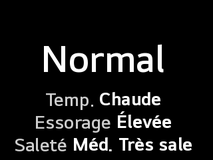 Normal
Temp. Chaude
Essorage Élevée
Saleté Méd. Très sale